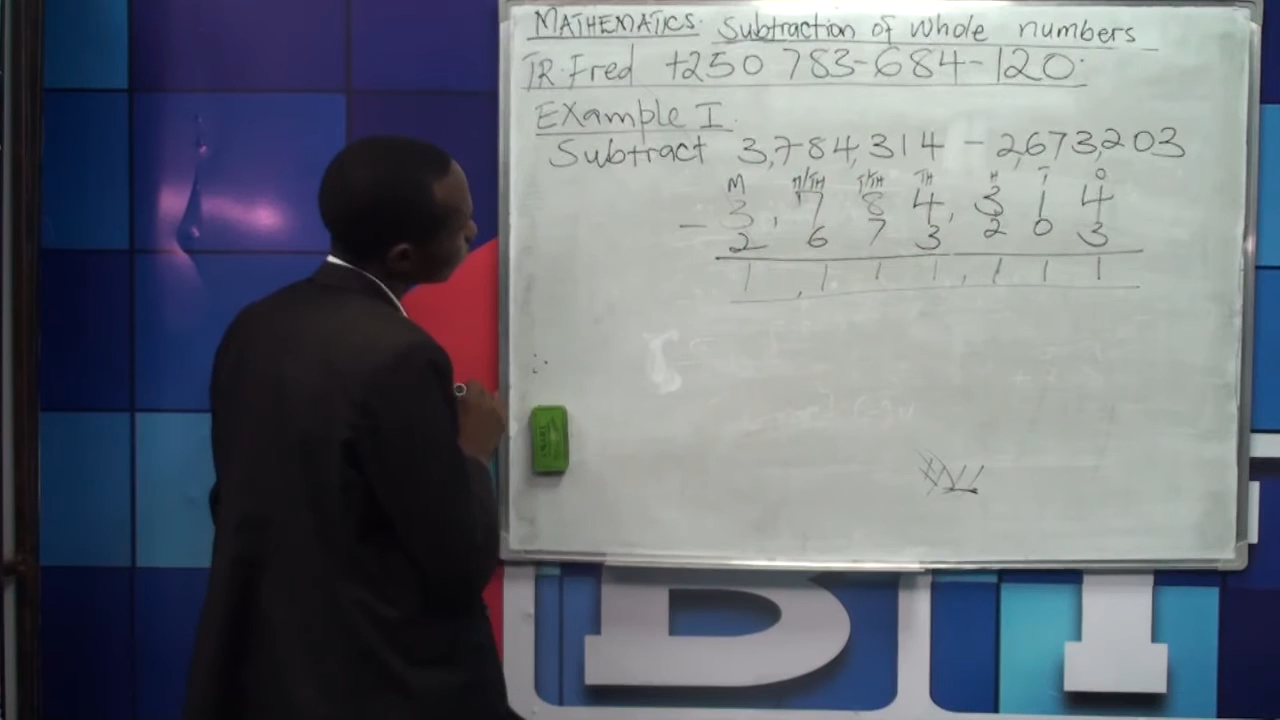 MATHEMATICS. Subtraction of whole numbers
TR. Fred +250 783-684-120.
Example I
Subtract 3,784,314 - 2,673,203
M H/TH T/TH TH H T O
3, 7 8 4, 3 1 4
- 2 6 7 3 2 0 3
1, 1 1 1, 1 1 1